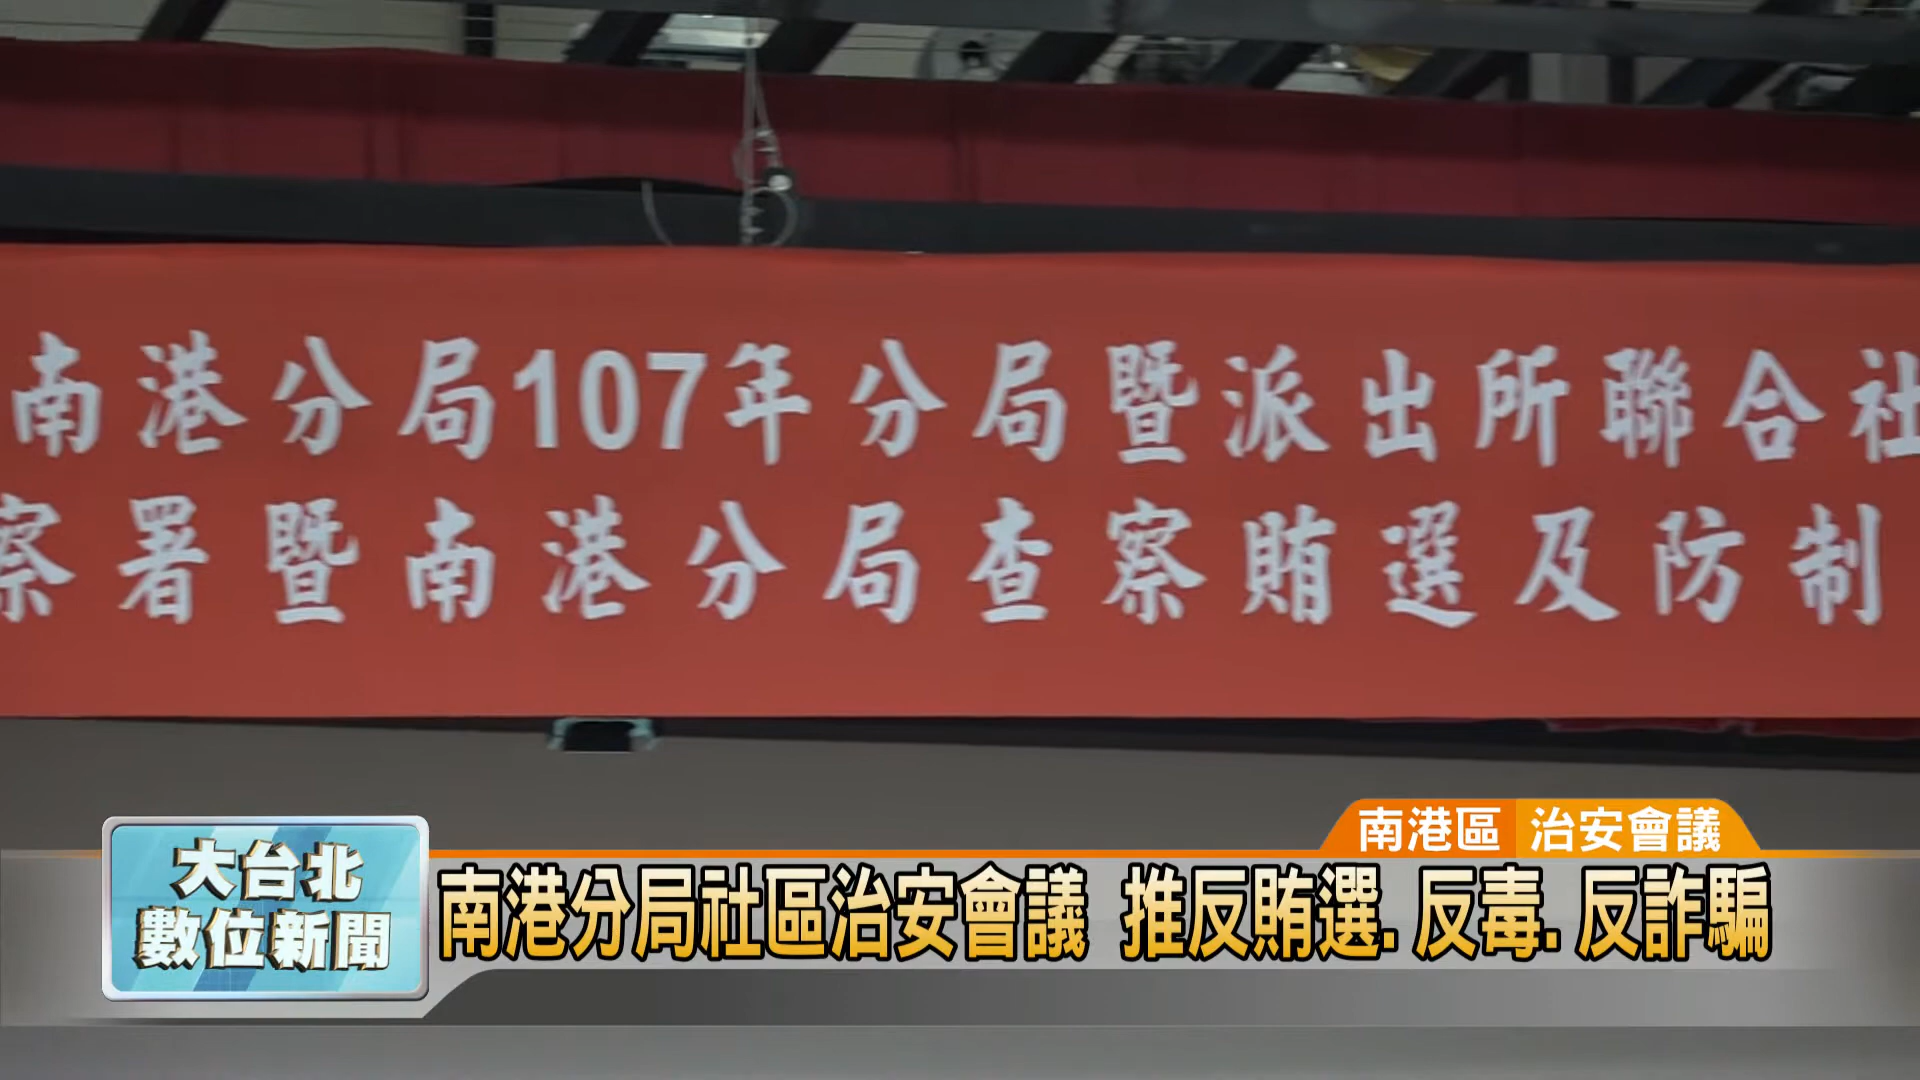 南港分局107年分局暨派出所聯合社
察署暨南港分局查察賄選及防制
南港區 治安會議
大台北
數位新聞
南港分局社區治安會議 推反賄選.反毒.反詐騙